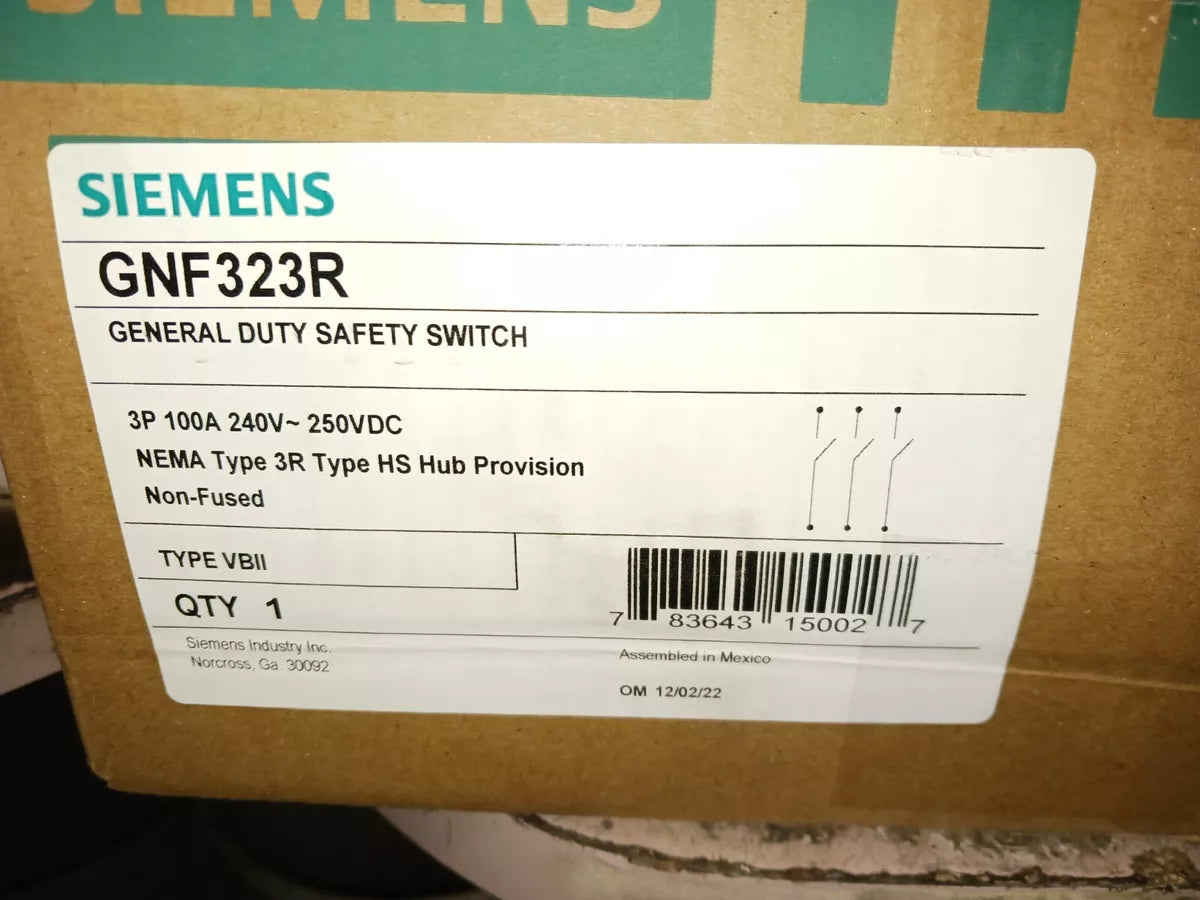 SIEMENS
SIEMENS
GNF323R
GENERAL DUTY SAFETY SWITCH
3P 100A 240V~ 250VDC
NEMA Type 3R Type HS Hub Provision
Non-Fused
TYPE VBII
QTY 1
7 83643 15002 7
Siemens Industry Inc.
Norcross, Ga. 30092
Assembled in Mexico
OM 12/02/22